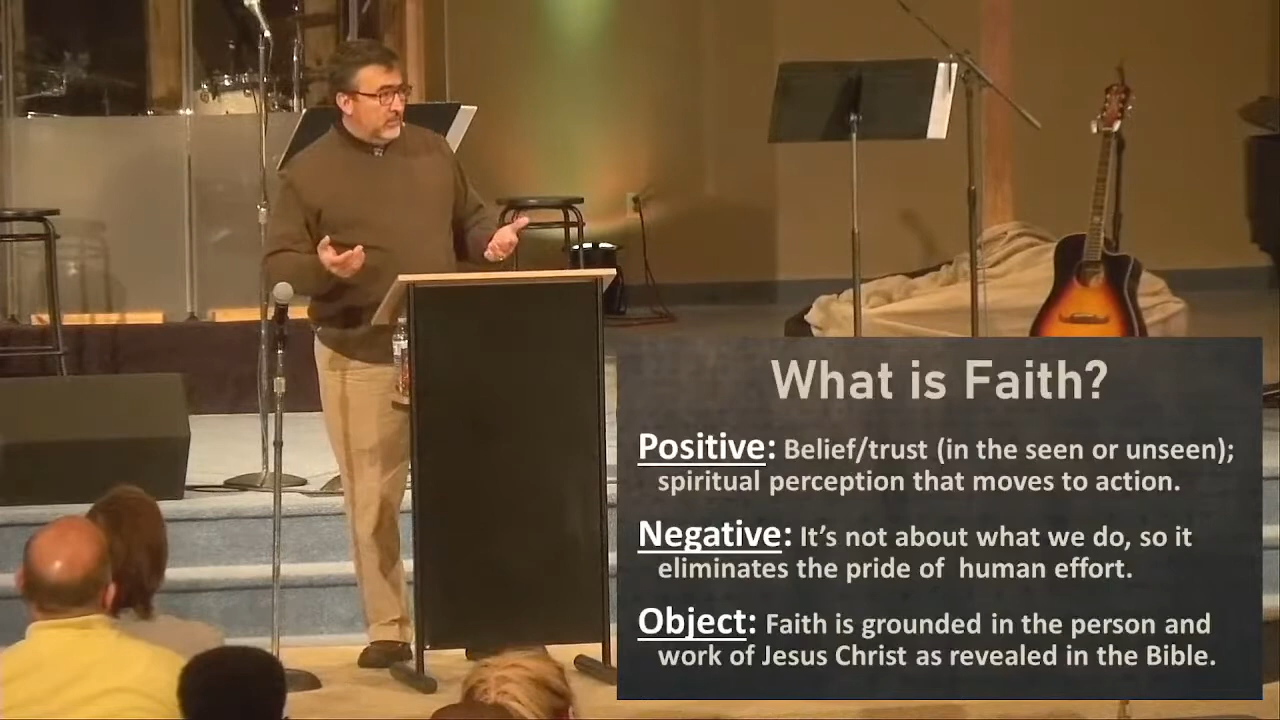 What is Faith?
Positive: Belief/trust (in the seen or unseen);
spiritual perception that moves to action.
Negative: It’s not about what we do, so it
eliminates the pride of human effort.
Object: Faith is grounded in the person and
work of Jesus Christ as revealed in the Bible.